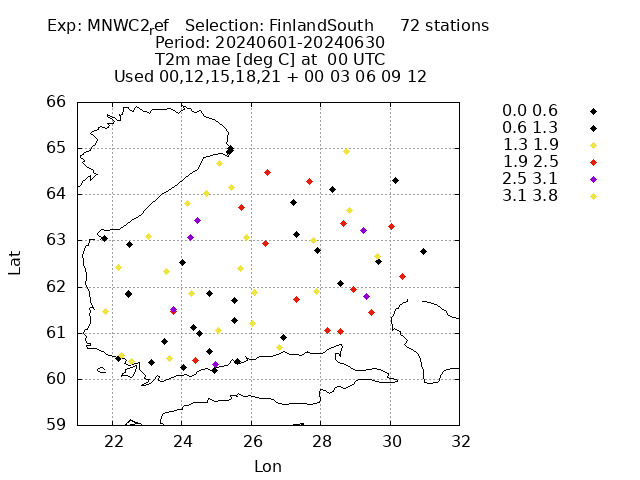 Exp: MNWC2ref Selection: FinlandSouth 72 stations
Period: 20240601-20240630
T2m mae [deg C] at 00 UTC
Used 00,12,15,18,21 + 00 03 06 09 12
66
65
64
63
62
61
60
59
Lat
22 24 26 28 30 32
Lon
0.0 0.6
0.6 1.3
1.3 1.9
1.9 2.5
2.5 3.1
3.1 3.8